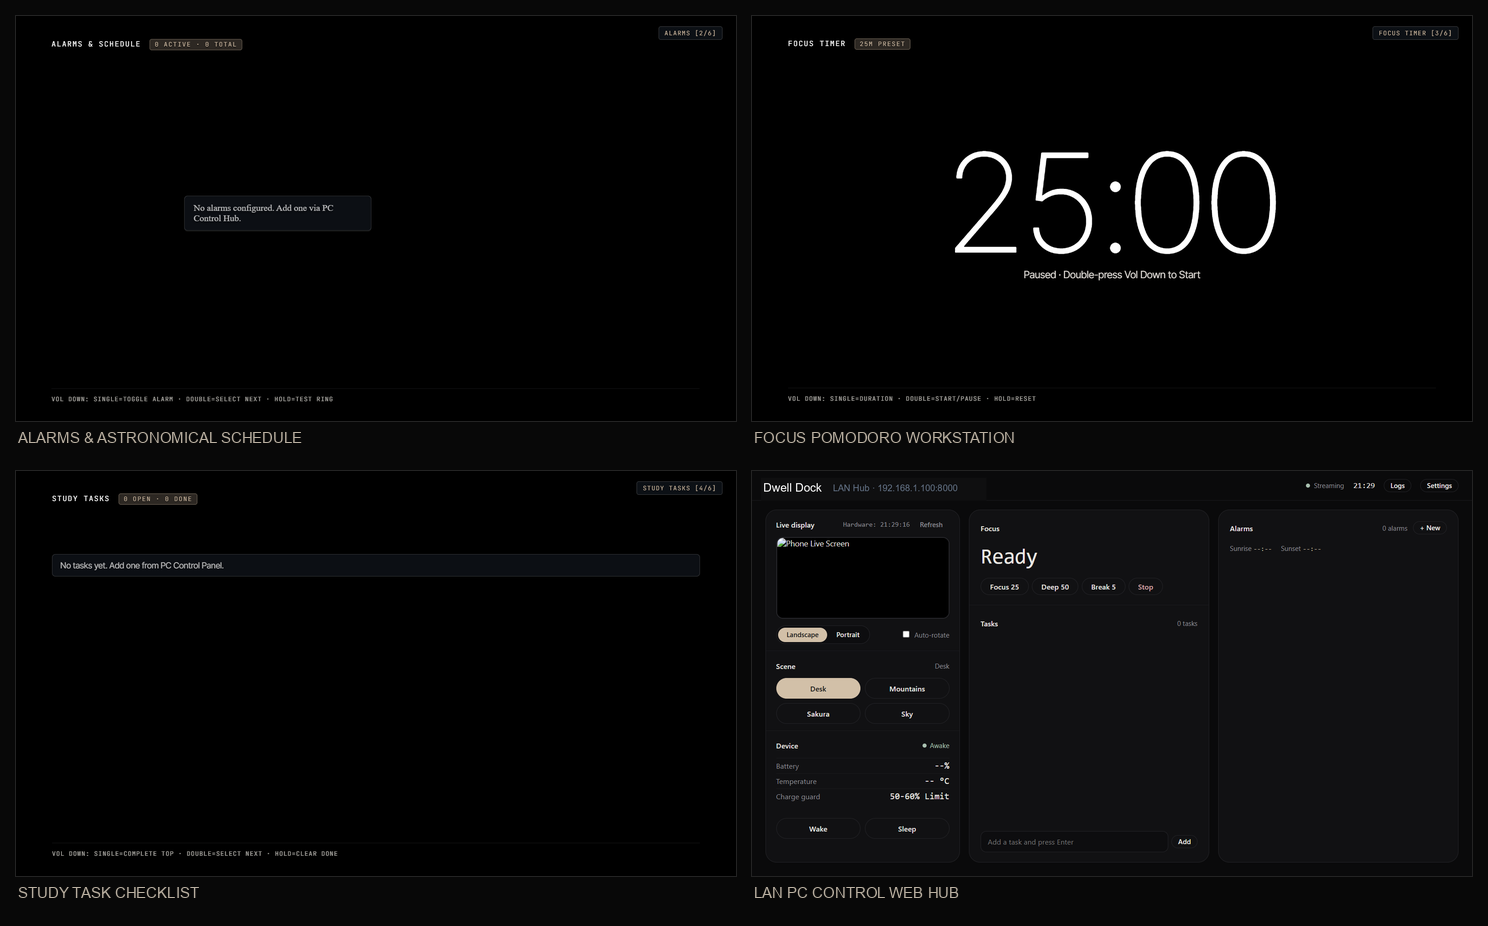 ALARMS & SCHEDULE
0 ACTIVE · 0 TOTAL
ALARMS [2/6]
No alarms configured. Add one via PC
Control Hub.
VOL DOWN: SINGLE=TOGGLE ALARM · DOUBLE=SELECT NEXT · HOLD=TEST RING
ALARMS & ASTRONOMICAL SCHEDULE
FOCUS TIMER
25M PRESET
FOCUS TIMER [3/6]
25:00
Paused · Double-press Vol Down to Start
VOL DOWN: SINGLE=DURATION · DOUBLE=START/PAUSE · HOLD=RESET
FOCUS POMODORO WORKSTATION
STUDY TASKS
0 OPEN · 0 DONE
STUDY TASKS [4/6]
No tasks yet. Add one from PC Control Panel.
VOL DOWN: SINGLE=COMPLETE TOP · DOUBLE=SELECT NEXT · HOLD=CLEAR DONE
STUDY TASK CHECKLIST
Dwell Dock
LAN Hub · 192.168.1.100:8000
Streaming
21:29
Logs
Settings
Live display
Hardware: 21:29:16
Refresh
Phone Live Screen
Landscape
Portrait
Auto-rotate
Scene
Desk
Desk
Mountains
Sakura
Sky
Device
Awake
Battery
--%
Temperature
-- °C
Charge guard
50-60% Limit
Wake
Sleep
Focus
Ready
Focus 25
Deep 50
Break 5
Stop
Tasks
0 tasks
Add a task and press Enter
Add
Alarms
0 alarms
+ New
Sunrise --:--
Sunset --:--
LAN PC CONTROL WEB HUB